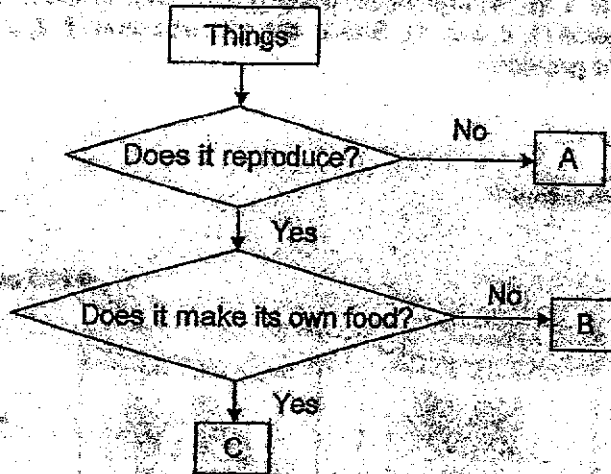 Things
Does it reproduce?
No
A
Yes
Does it make its own food?
No
B
Yes
C